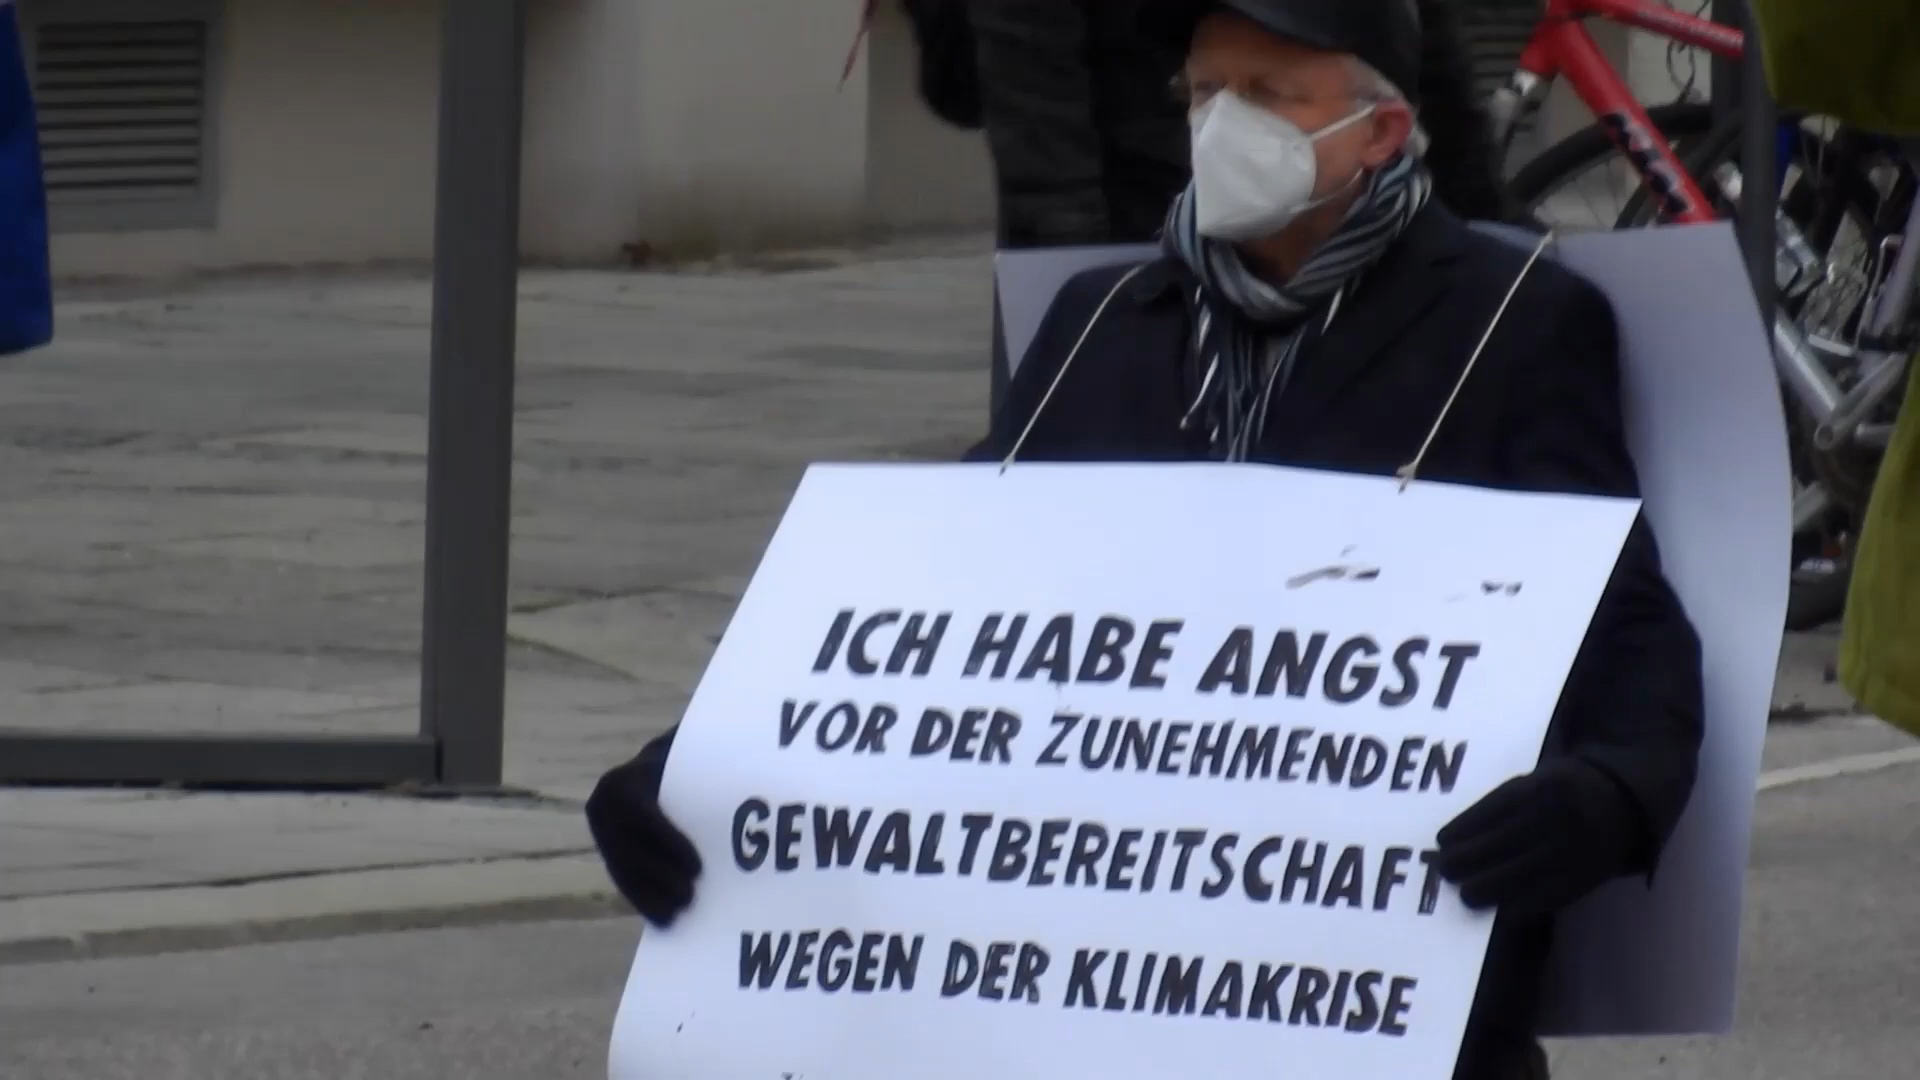 ICH HABE ANGST
VOR DER ZUNEHMENDEN
GEWALTBEREITSCHAFT
WEGEN DER KLIMAKRISE